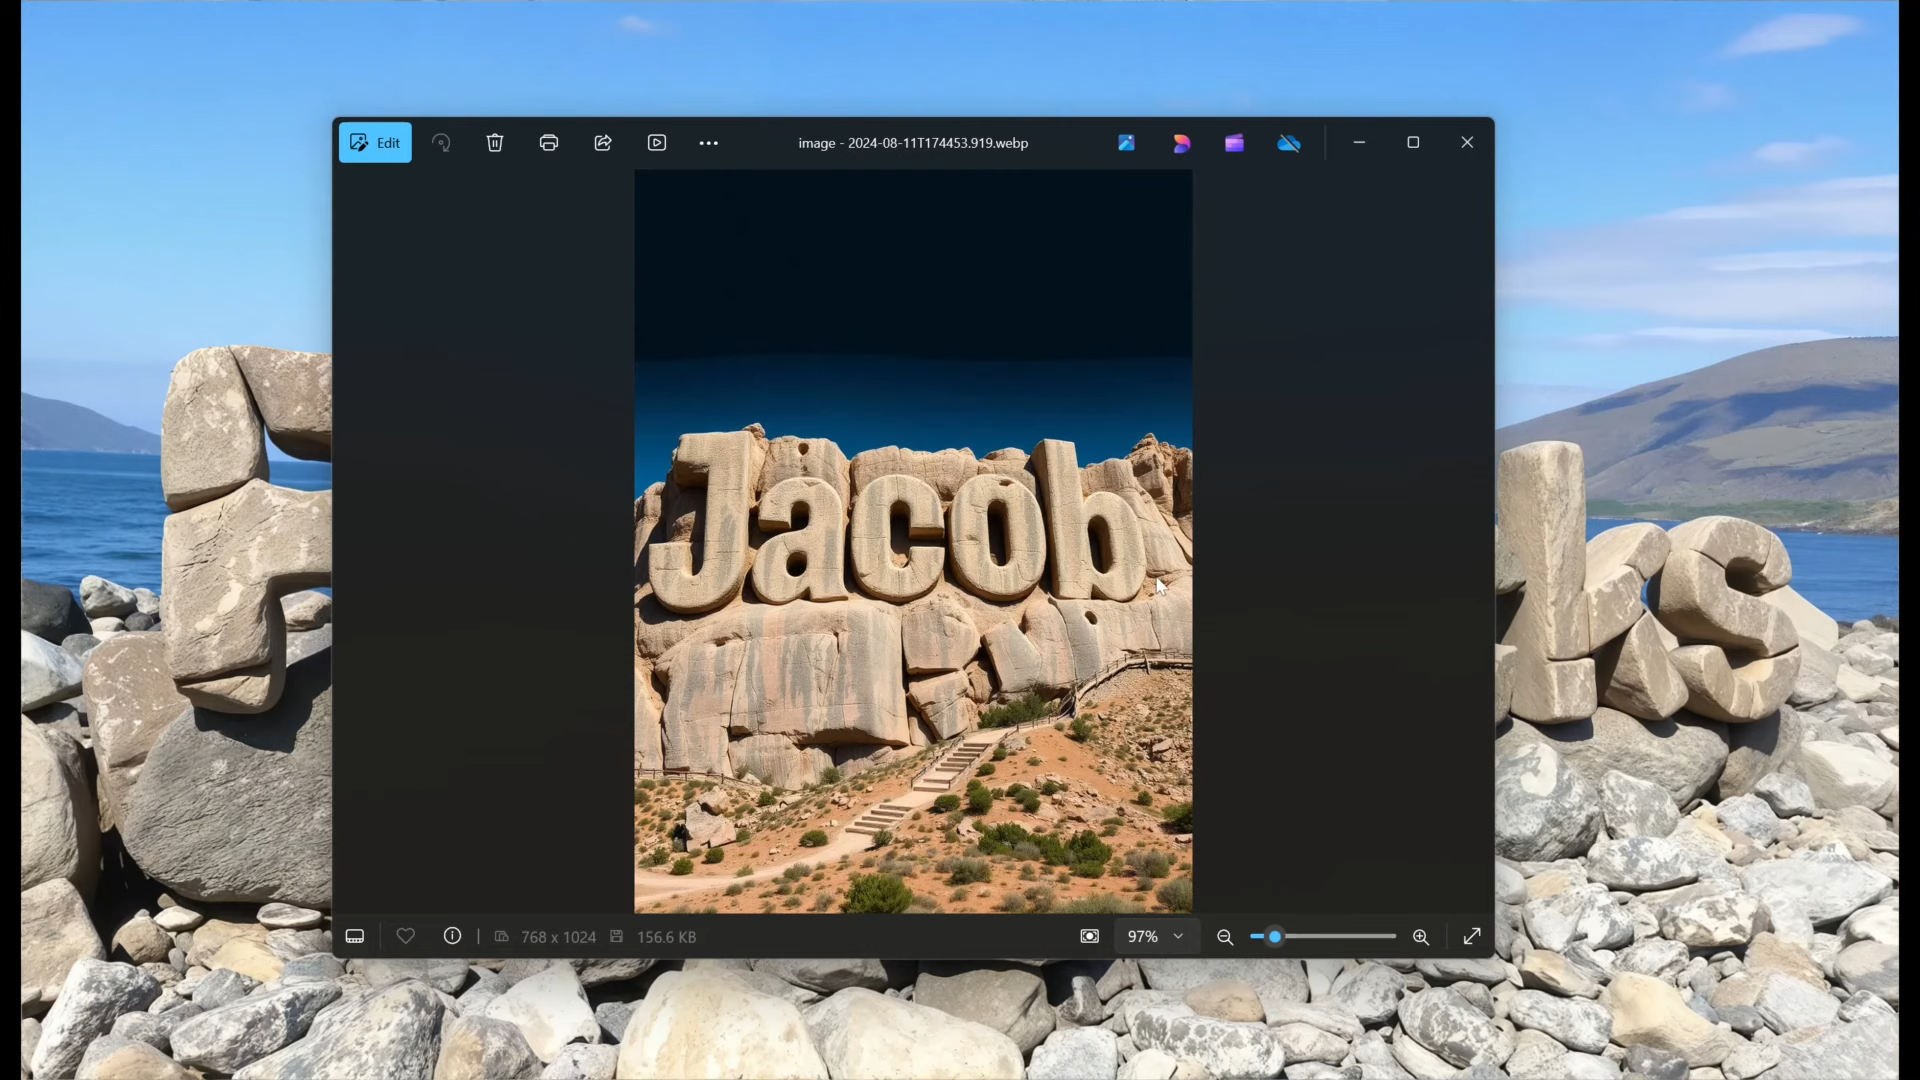 Edit
image - 2024-08-11T174453.919.webp
Jacob
768 x 1024
156.6 KB
97%